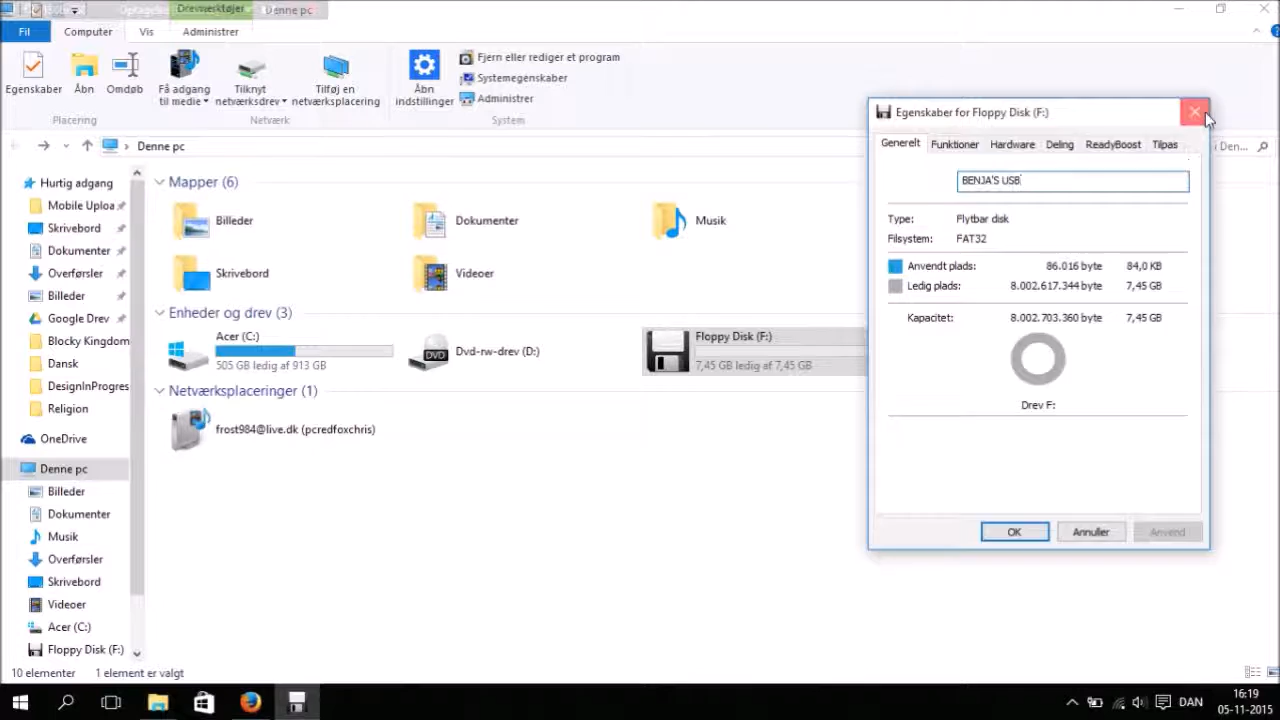 Drevmektøjer
Denne pc
Fil
Computer
Vis
Administrer
Egenskaber
Åbn
Omdøb
Få adgang
til medie
Tilknyt
netværksdrev
Tilføj en
netværksplacering
Åbn
indstillinger
Fjern eller rediger et program
Systemegenskaber
Administrer
Placering
Netværk
System
Denne pc
i Den...
Hurtig adgang
Mobile Uploa
Skrivebord
Dokumenter
Overførsler
Billeder
Google Drev
Blocky Kingdom
Dansk
DesignInProgres
Religion
OneDrive
Denne pc
Billeder
Dokumenter
Musik
Overførsler
Skrivebord
Videoer
Acer (C:)
Floppy Disk (F:)
Mapper (6)
Billeder
Dokumenter
Musik
Skrivebord
Videoer
Enheder og drev (3)
Acer (C:)
505 GB ledig af 913 GB
DVD
Dvd-rw-drev (D:)
Floppy Disk (F:)
7,45 GB ledig af 7,45 GB
Netværksplaceringer (1)
frost984@live.dk (pcredfoxchris)
Egenskaber for Floppy Disk (F:)
Generelt
Funktioner
Hardware
Deling
ReadyBoost
Tilpas
BENJA'S USB
Type: Flytbar disk
Filsystem: FAT32
Anvendt plads: 86.016 byte 84,0 KB
Ledig plads: 8.002.617.344 byte 7,45 GB
Kapacitet: 8.002.703.360 byte 7,45 GB
Drev F:
OK
Annuller
Anvend
10 elementer
1 element er valgt
DAN
16:19
05-11-2015